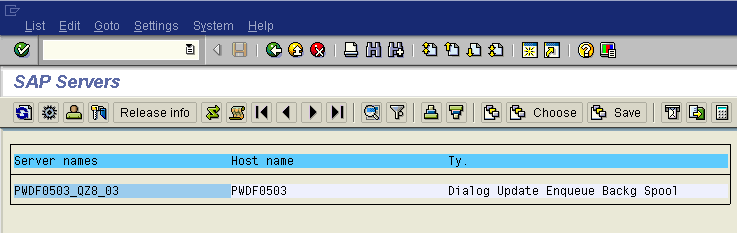 List Edit Goto Settings System Help
SAP Servers
Release info Choose Save
Server names Host name Ty.
PWDF0503_QZ8_03 PWDF0503 Dialog Update Enqueue Backg Spool